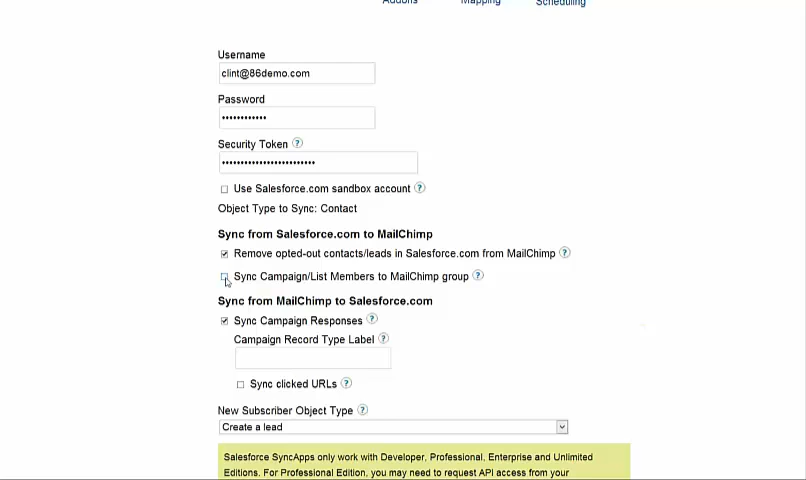 Addons Mapping Scheduling
Username
clint@86demo.com
Password
••••••••••••
Security Token ?
••••••••••••••••••••••••
Use Salesforce.com sandbox account ?
Object Type to Sync: Contact
Sync from Salesforce.com to MailChimp
Remove opted-out contacts/leads in Salesforce.com from MailChimp ?
Sync Campaign/List Members to MailChimp group ?
Sync from MailChimp to Salesforce.com
Sync Campaign Responses ?
Campaign Record Type Label ?
Sync clicked URLs ?
New Subscriber Object Type ?
Create a lead
Salesforce SyncApps only work with Developer, Professional, Enterprise and Unlimited
Editions. For Professional Edition, you may need to request API access from your